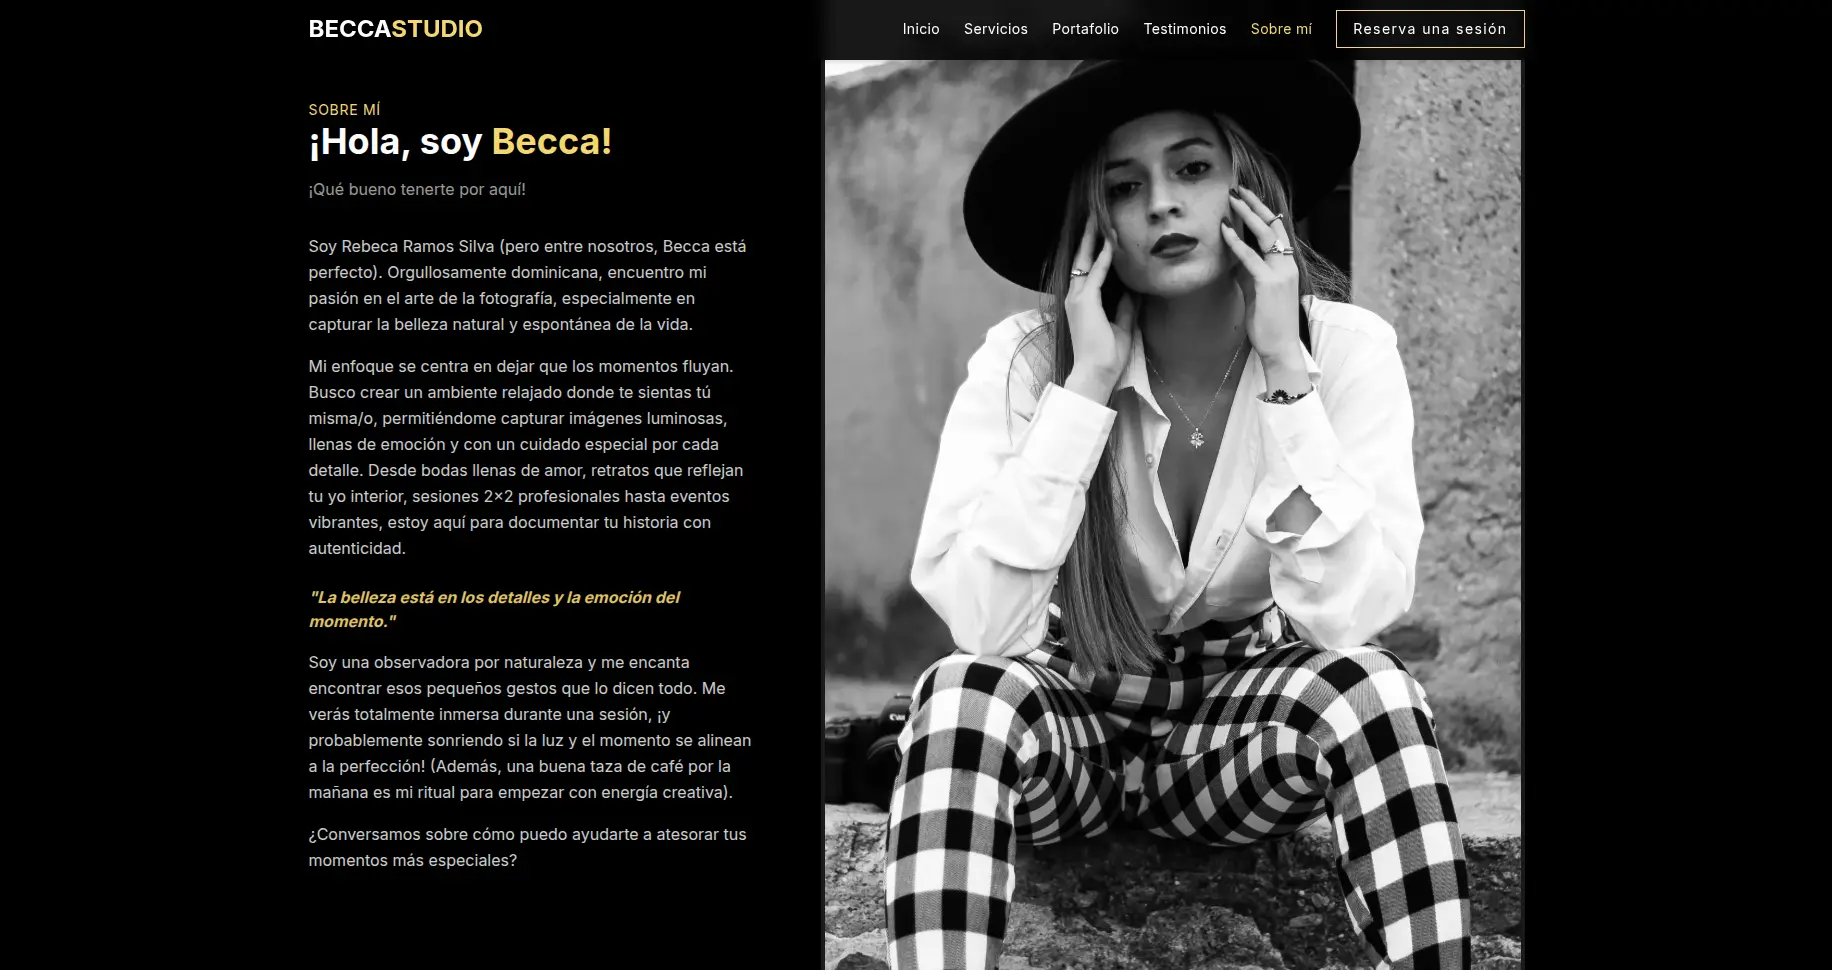 BECCASTUDIO
Inicio Servicios Portafolio Testimonios Sobre mí Reserva una sesión
SOBRE MÍ
¡Hola, soy Becca!
¡Qué bueno tenerte por aquí!
Soy Rebeca Ramos Silva (pero entre nosotros, Becca está
perfecto). Orgullosamente dominicana, encuentro mi
pasión en el arte de la fotografía, especialmente en
capturar la belleza natural y espontánea de la vida.
Mi enfoque se centra en dejar que los momentos fluyan.
Busco crear un ambiente relajado donde te sientas tú
misma/o, permitiéndome capturar imágenes luminosas,
llenas de emoción y con un cuidado especial por cada
detalle. Desde bodas llenas de amor, retratos que reflejan
tu yo interior, sesiones 2×2 profesionales hasta eventos
vibrantes, estoy aquí para documentar tu historia con
autenticidad.
"La belleza está en los detalles y la emoción del
momento."
Soy una observadora por naturaleza y me encanta
encontrar esos pequeños gestos que lo dicen todo. Me
verás totalmente inmersa durante una sesión, ¡y
probablemente sonriendo si la luz y el momento se alinean
a la perfección! (Además, una buena taza de café por la
mañana es mi ritual para empezar con energía creativa).
¿Conversamos sobre cómo puedo ayudarte a atesorar tus
momentos más especiales?